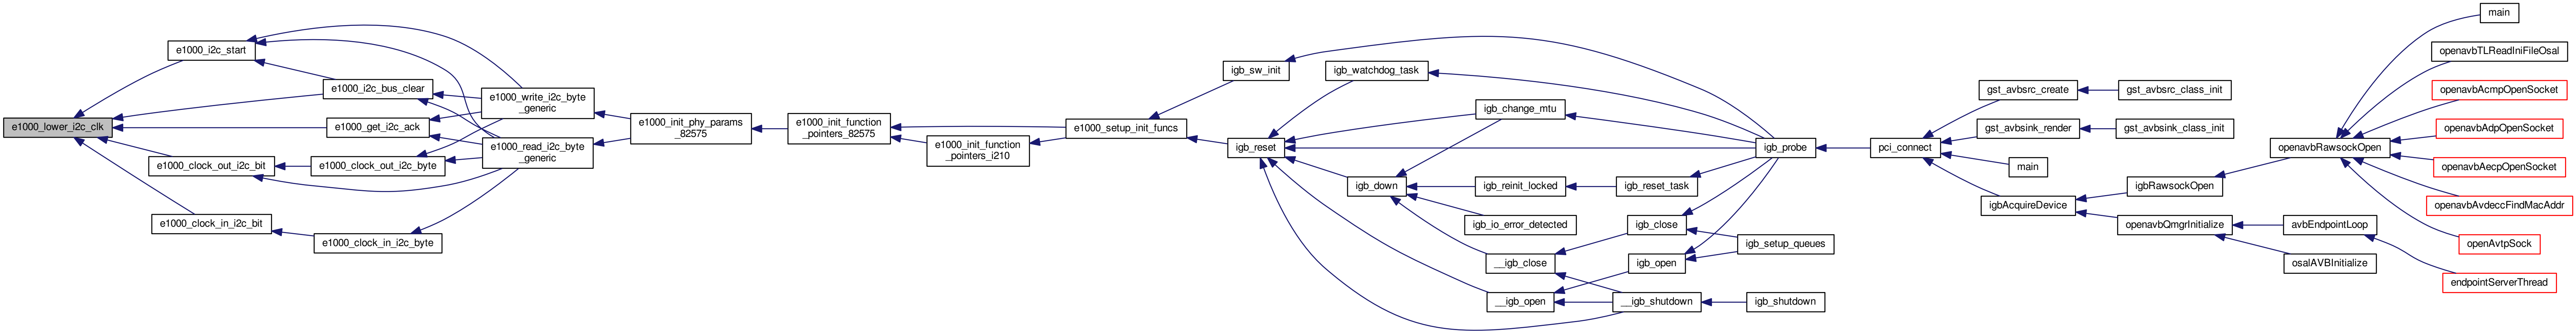 e1000_lower_i2c_clk
e1000_i2c_start
e1000_i2c_bus_clear
e1000_get_i2c_ack
e1000_clock_out_i2c_bit
e1000_clock_out_i2c_byte
e1000_clock_in_i2c_bit
e1000_clock_in_i2c_byte
e1000_write_i2c_byte
_generic
e1000_read_i2c_byte
_generic
e1000_init_phy_params
_82575
e1000_init_function
_pointers_82575
e1000_init_function
_pointers_i210
e1000_setup_init_funcs
igb_sw_init
igb_reset
igb_watchdog_task
igb_change_mtu
igb_down
igb_reinit_locked
igb_reset_task
igb_io_error_detected
__igb_close
__igb_open
igb_close
igb_open
__igb_shutdown
igb_probe
igb_setup_queues
igb_shutdown
pci_connect
gst_avbsrc_create
gst_avbsrc_class_init
gst_avbsink_render
gst_avbsink_class_init
main
igbAcquireDevice
igbRawsockOpen
openavbQmgrInitialize
avbEndpointLoop
osalAVBInitialize
openavbRawsockOpen
main
openavbTLReadIniFileOsal
openavbAcmpOpenSocket
openavbAdpOpenSocket
openavbAecpOpenSocket
openavbAvdeccFindMacAddr
openAvtpSock
endpointServerThread